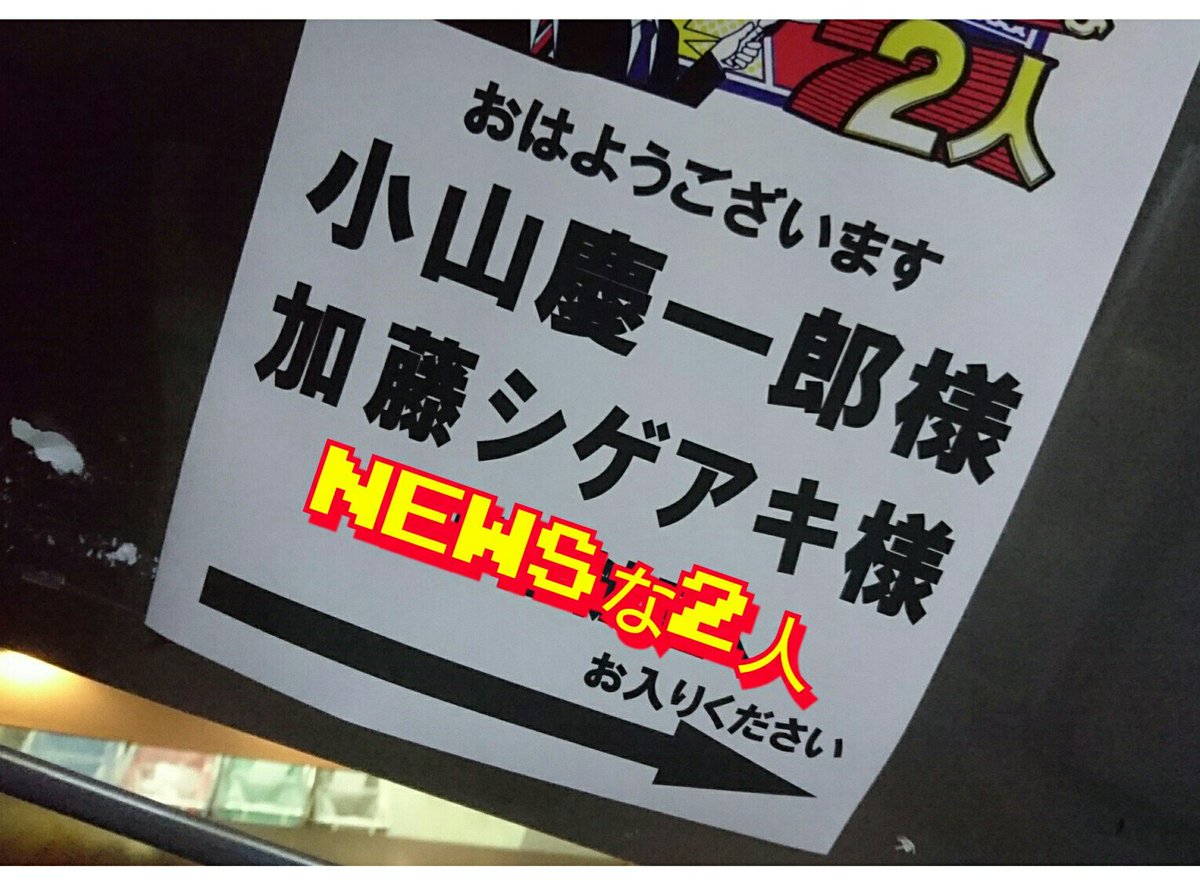 2人
おはようございます
小山慶一郎様
加藤シゲアキ様
NEWSな2人
お入りください